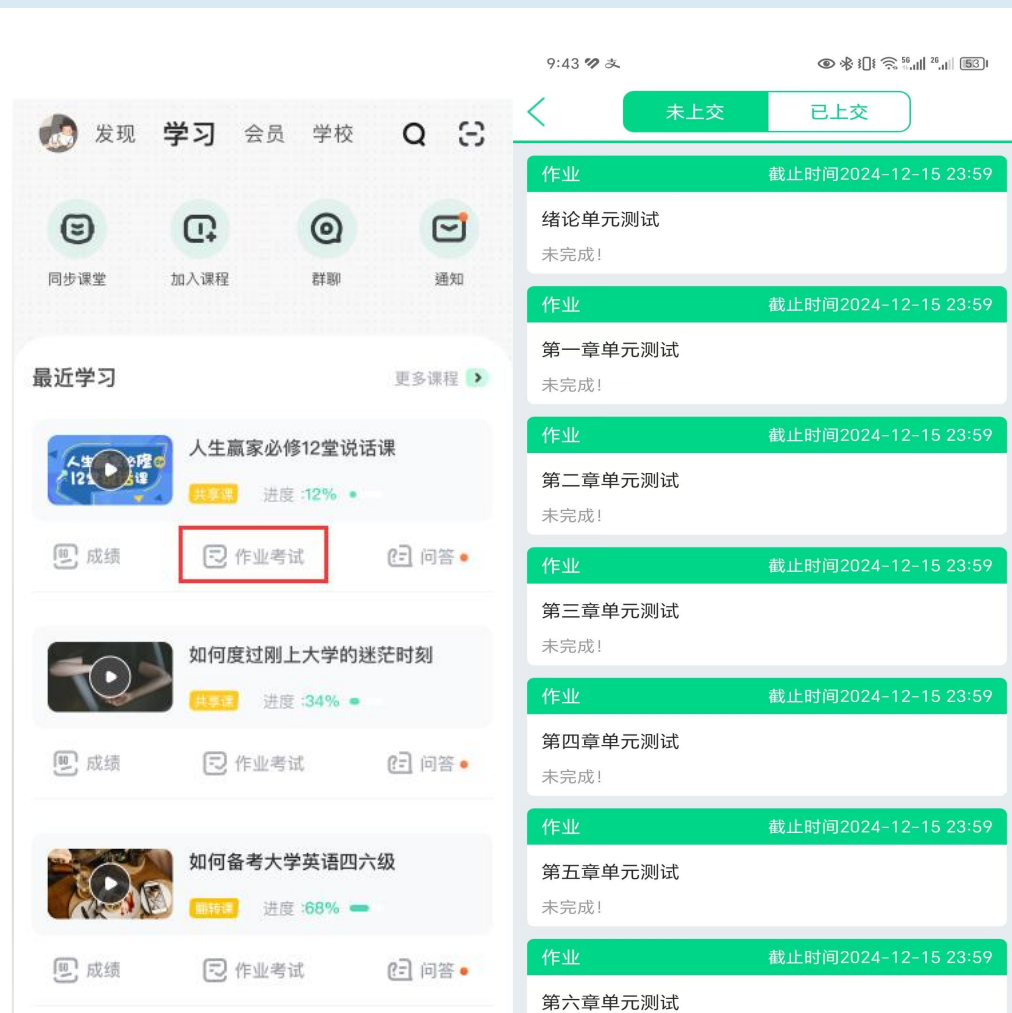 发现 学习 会员 学校
同步课堂 加入课程 群聊 通知
最近学习 更多课程
人生赢家必修12堂说话课
共享课 进度 :12%
成绩 作业考试 问答
如何度过刚上大学的迷茫时刻
共享课 进度 :34%
成绩 作业考试 问答
如何备考大学英语四六级
翻转课 进度 :68%
成绩 作业考试 问答
9:43 53
未上交 已上交
作业 截止时间2024-12-15 23:59
绪论单元测试
未完成!
作业 截止时间2024-12-15 23:59
第一章单元测试
未完成!
作业 截止时间2024-12-15 23:59
第二章单元测试
未完成!
作业 截止时间2024-12-15 23:59
第三章单元测试
未完成!
作业 截止时间2024-12-15 23:59
第四章单元测试
未完成!
作业 截止时间2024-12-15 23:59
第五章单元测试
未完成!
作业 截止时间2024-12-15 23:59
第六章单元测试